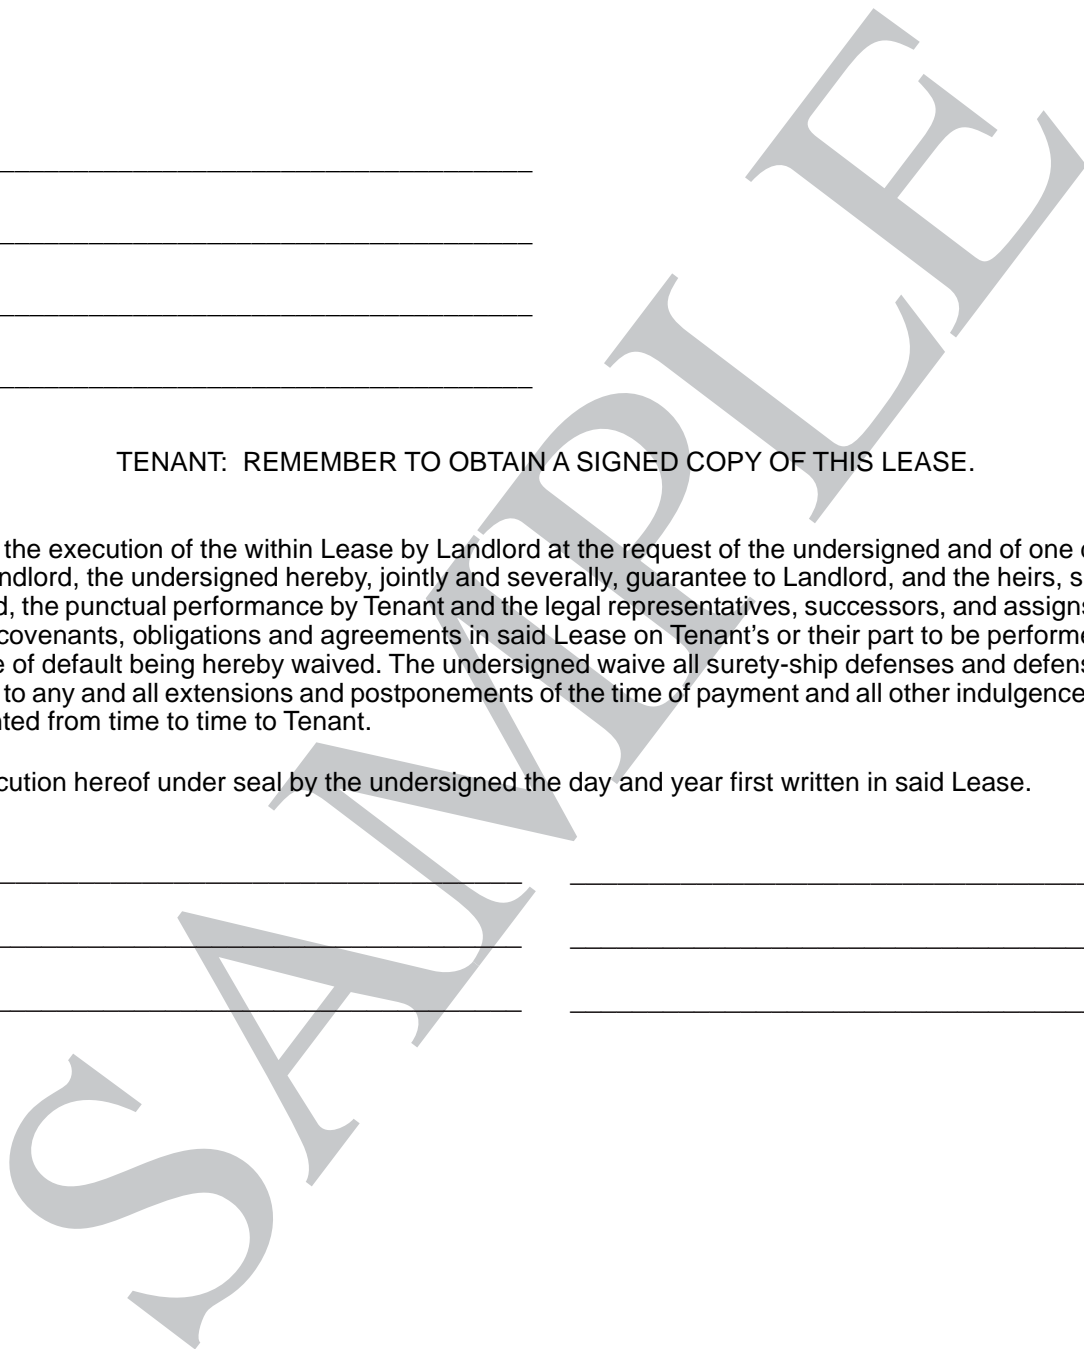 TENANT:  REMEMBER TO OBTAIN A SIGNED COPY OF THIS LEASE.
the execution of the within Lease by Landlord at the request of the undersigned and of one
the undersigned hereby, jointly and severally, guarantee to Landlord, and the heirs,
the punctual performance by Tenant and the legal representatives, successors, and assigns
covenants, obligations and agreements in said Lease on Tenant’s or their part to be
of default being hereby waived. The undersigned waive all surety-ship defenses and
to any and all extensions and postponements of the time of payment and all other
from time to time to Tenant.
hereof under seal by the undersigned the day and year first written in said Lease.
SAMPLE